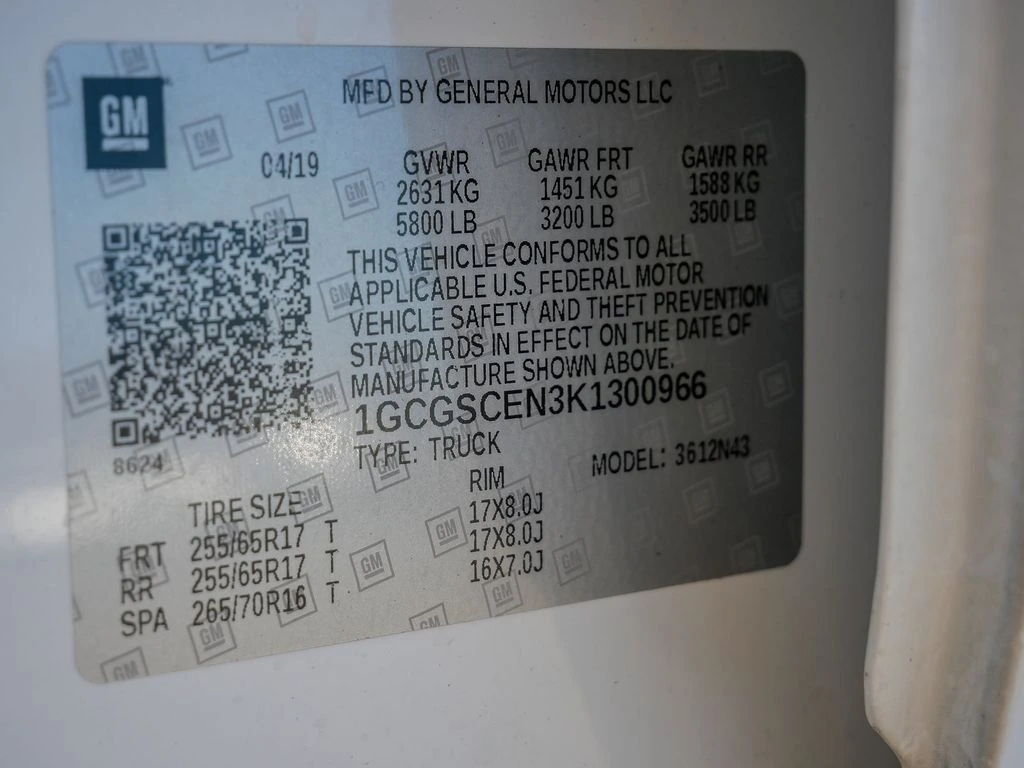 GM
MFD BY GENERAL MOTORS LLC
04/19 GVWR GAWR FRT GAWR RR
2631 KG 1451 KG 1588 KG
5800 LB 3200 LB 3500 LB
THIS VEHICLE CONFORMS TO ALL
APPLICABLE U.S. FEDERAL MOTOR
VEHICLE SAFETY AND THEFT PREVENTION
STANDARDS IN EFFECT ON THE DATE OF
MANUFACTURE SHOWN ABOVE.
1GCGSCEN3K1300966
8624
TYPE: TRUCK MODEL: 3612N43
TIRE SIZE RIM
FRT 255/65R17 T 17X8.0J
RR 255/65R17 T 17X8.0J
SPA 265/70R16 T 16X7.0J